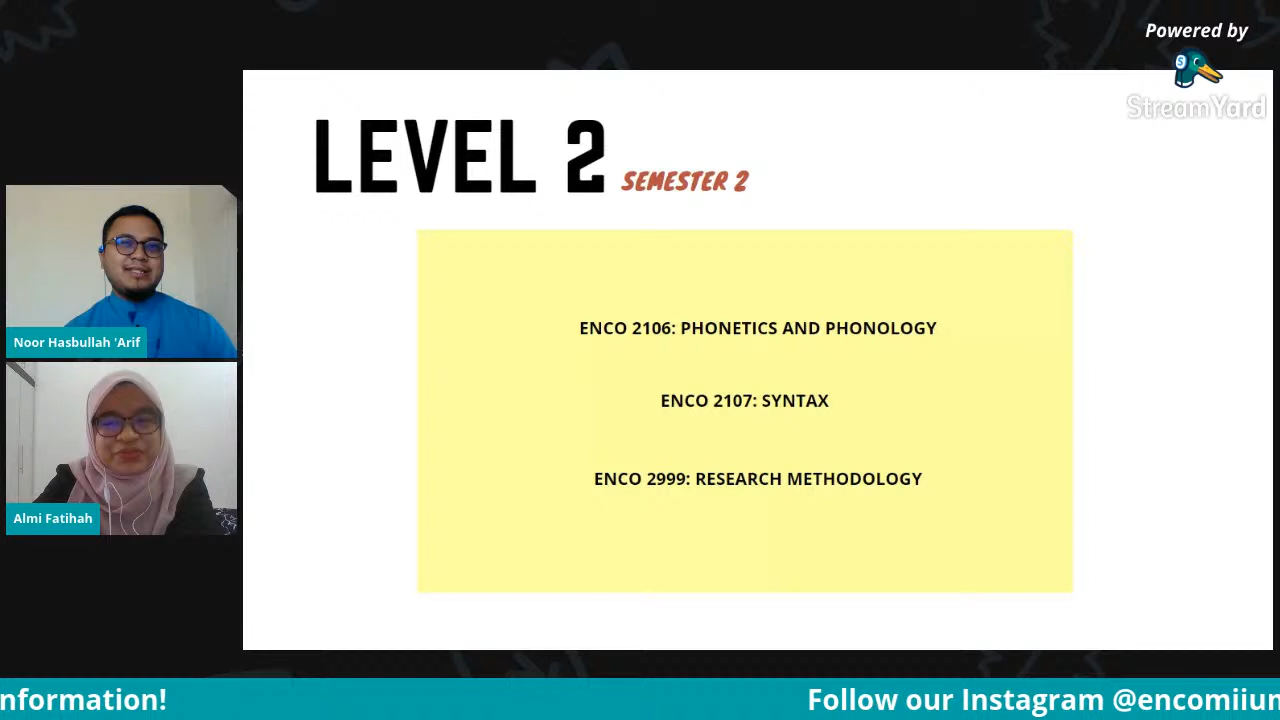 Powered by
StreamYard
LEVEL 2 SEMESTER 2
ENCO 2106: PHONETICS AND PHONOLOGY
ENCO 2107: SYNTAX
ENCO 2999: RESEARCH METHODOLOGY
Noor Hasbullah 'Arif
Almi Fatihah
nformation! Follow our Instagram @encomiium